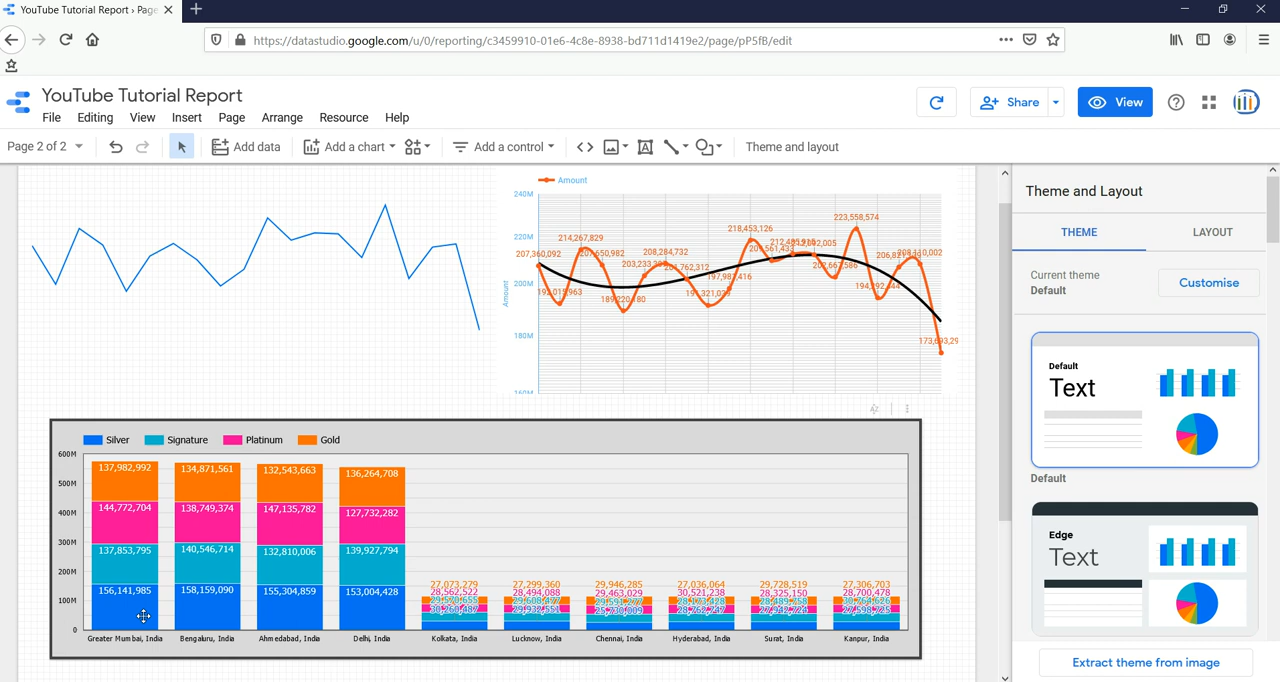 YouTube Tutorial Report › Page
https://datastudio.google.com/u/0/reporting/c3459910-01e6-4c8e-8938-bd711d1419e2/page/pP5fB/edit
YouTube Tutorial Report
File Editing View Insert Page Arrange Resource Help
Share View
Page 2 of 2 Add data Add a chart Add a control Theme and layout
Theme and Layout
THEME LAYOUT
Current theme
Default
Customise
Default
Text
Default
Edge
Text
Extract theme from image
Amount
240M
220M
200M
180M
160M
Amount
207,360,092
214,267,829
208,284,732
218,453,126
223,558,574
Silver Signature Platinum Gold
600M
500M
400M
300M
200M
100M
0
137,982,992 134,871,561 132,543,663 136,264,708
144,772,704 138,749,374 147,135,782 127,732,282
137,853,795 140,546,714 132,810,006 139,927,794
156,141,985 158,159,090 155,304,859 153,004,428
27,073,279 27,299,360 29,946,285 27,036,064 29,728,519 27,306,703
28,562,522 28,494,088 29,463,029 30,521,238 28,325,150 28,700,478
Greater Mumbai, India Bengaluru, India Ahmedabad, India Delhi, India Kolkata, India Lucknow, India Chennai, India Hyderabad, India Surat, India Kanpur, India